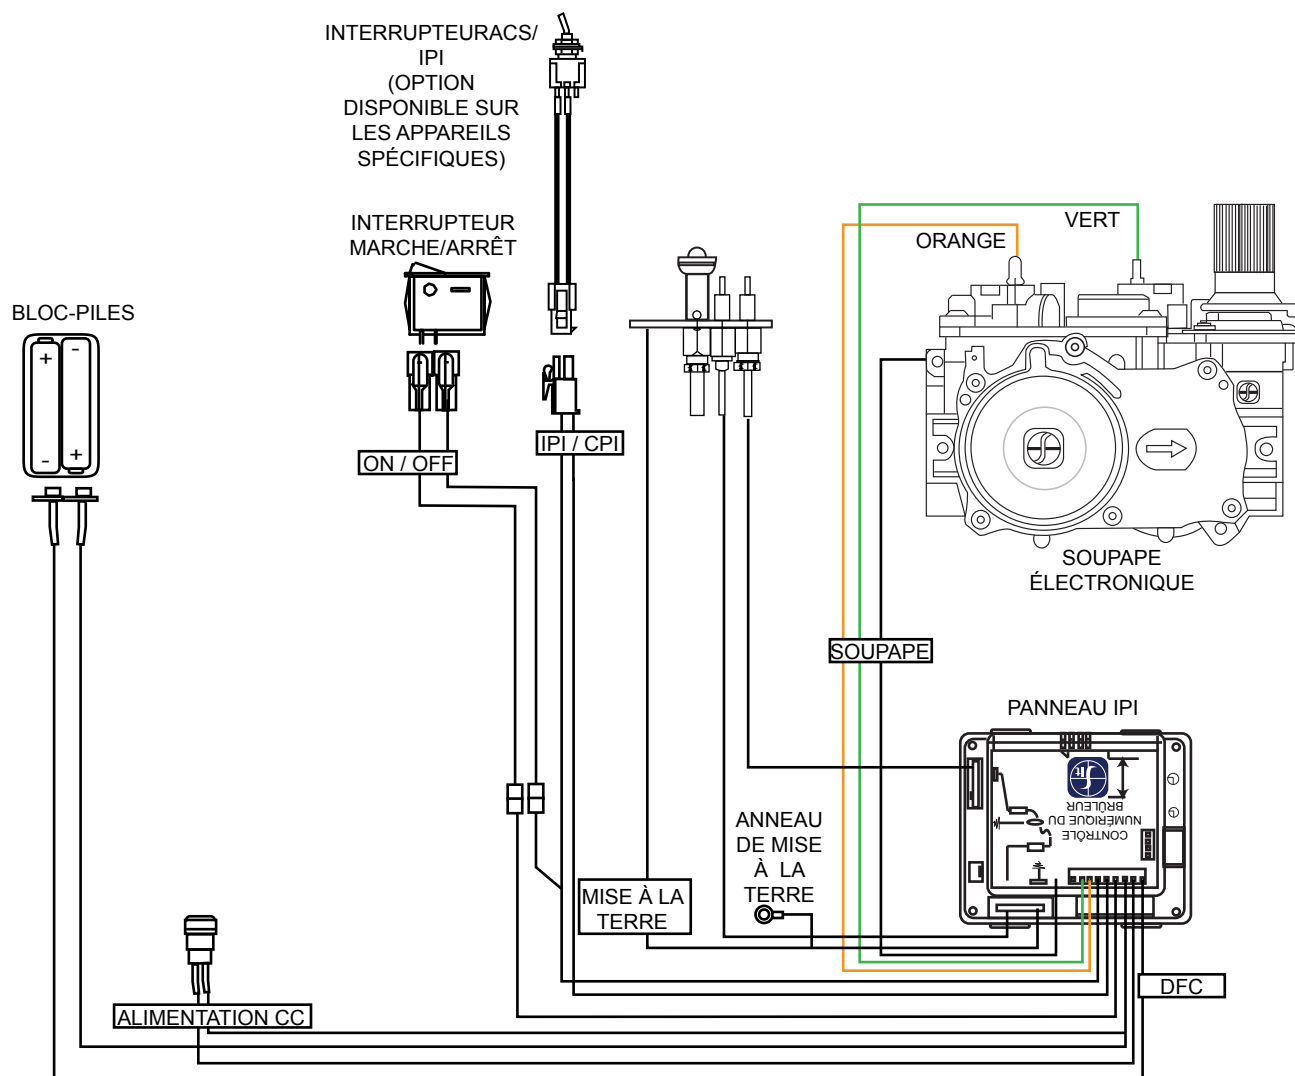 INTERRUPTEURACS/
IPI
(OPTION
DISPONIBLE SUR
LES APPAREILS
SPÉCIFIQUES)
INTERRUPTEUR
MARCHE/ARRÊT
VERT
ORANGE
BLOC-PILES
+
-
-
+
ON / OFF
IPI / CPI
SOUPAPE
ÉLECTRONIQUE
SOUPAPE
PANNEAU IPI
CONTRÔLE
NUMÉRIQUE DU
BRÛLEUR
ANNEAU
DE MISE
À LA
TERRE
MISE À LA
TERRE
DFC
ALIMENTATION CC